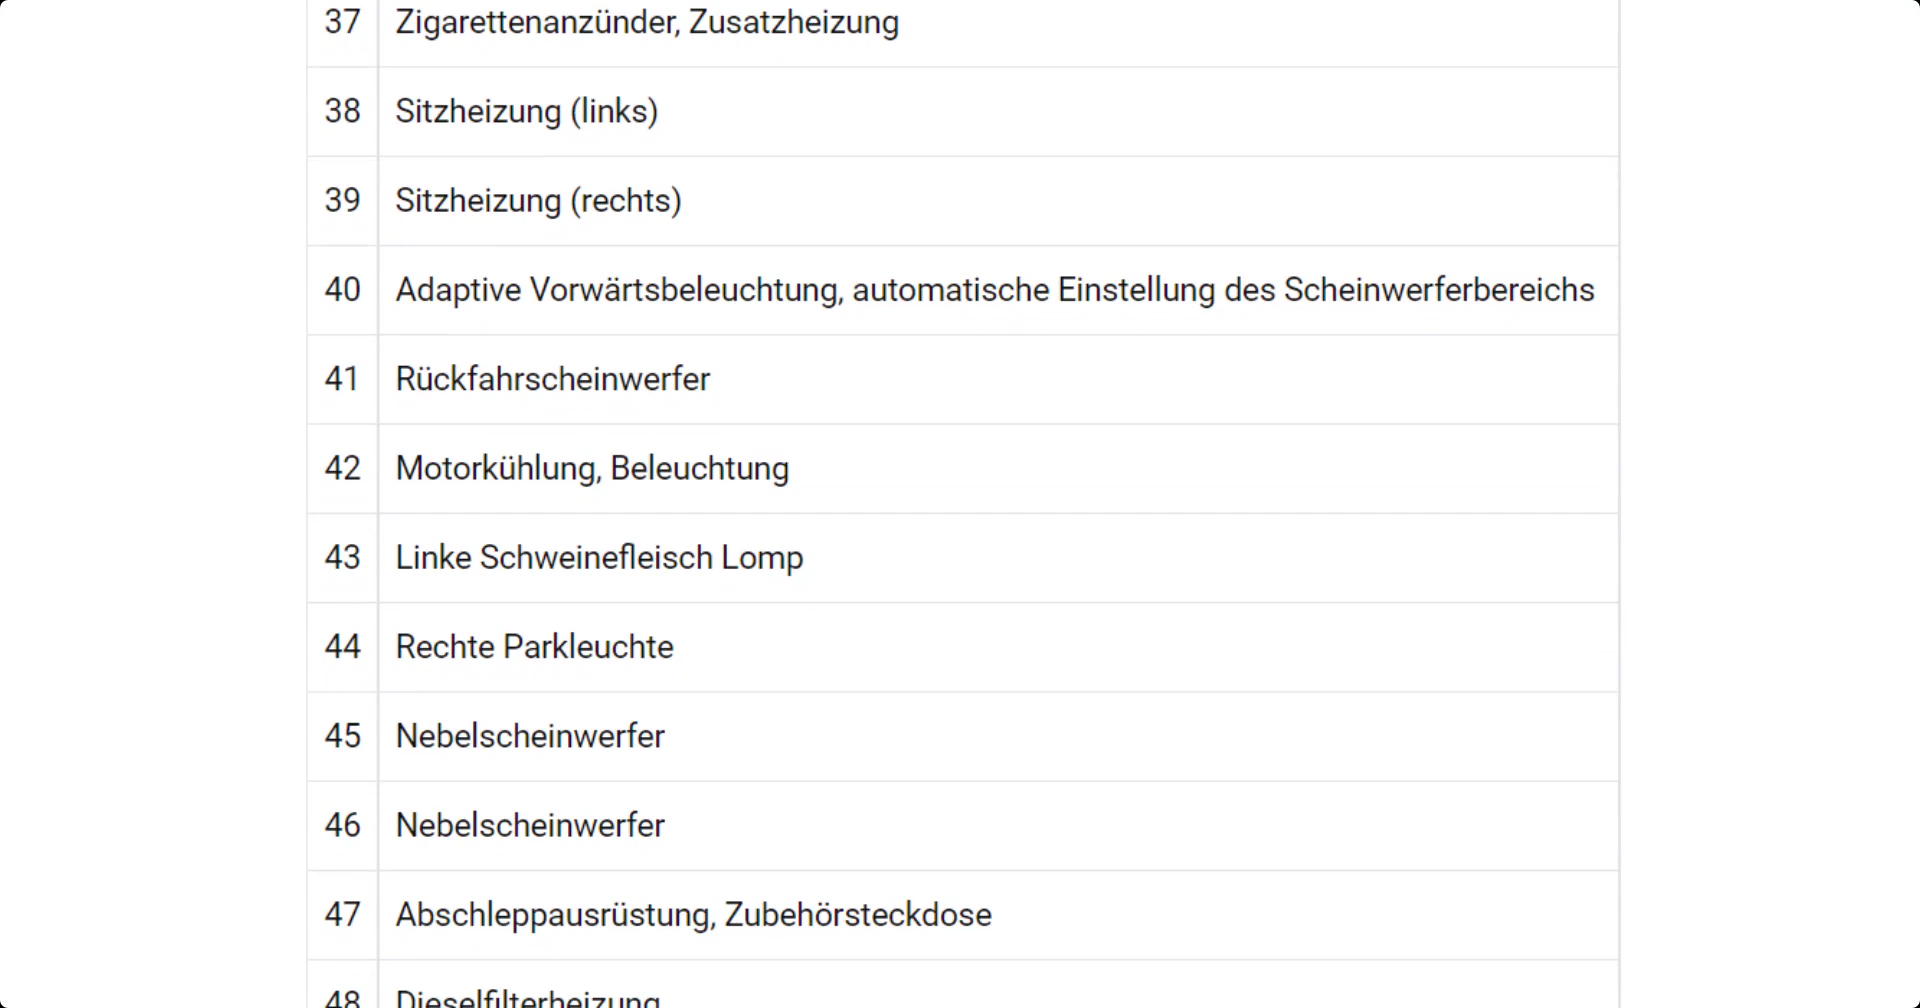 37 Zigarettenanzünder, Zusatzheizung
38 Sitzheizung (links)
39 Sitzheizung (rechts)
40 Adaptive Vorwärtsbeleuchtung, automatische Einstellung des Scheinwerferbereichs
41 Rückfahrscheinwerfer
42 Motorkühlung, Beleuchtung
43 Linke Schweinefleisch Lomp
44 Rechte Parkleuchte
45 Nebelscheinwerfer
46 Nebelscheinwerfer
47 Abschleppausrüstung, Zubehörsteckdose
48 Dieselfilterheizung